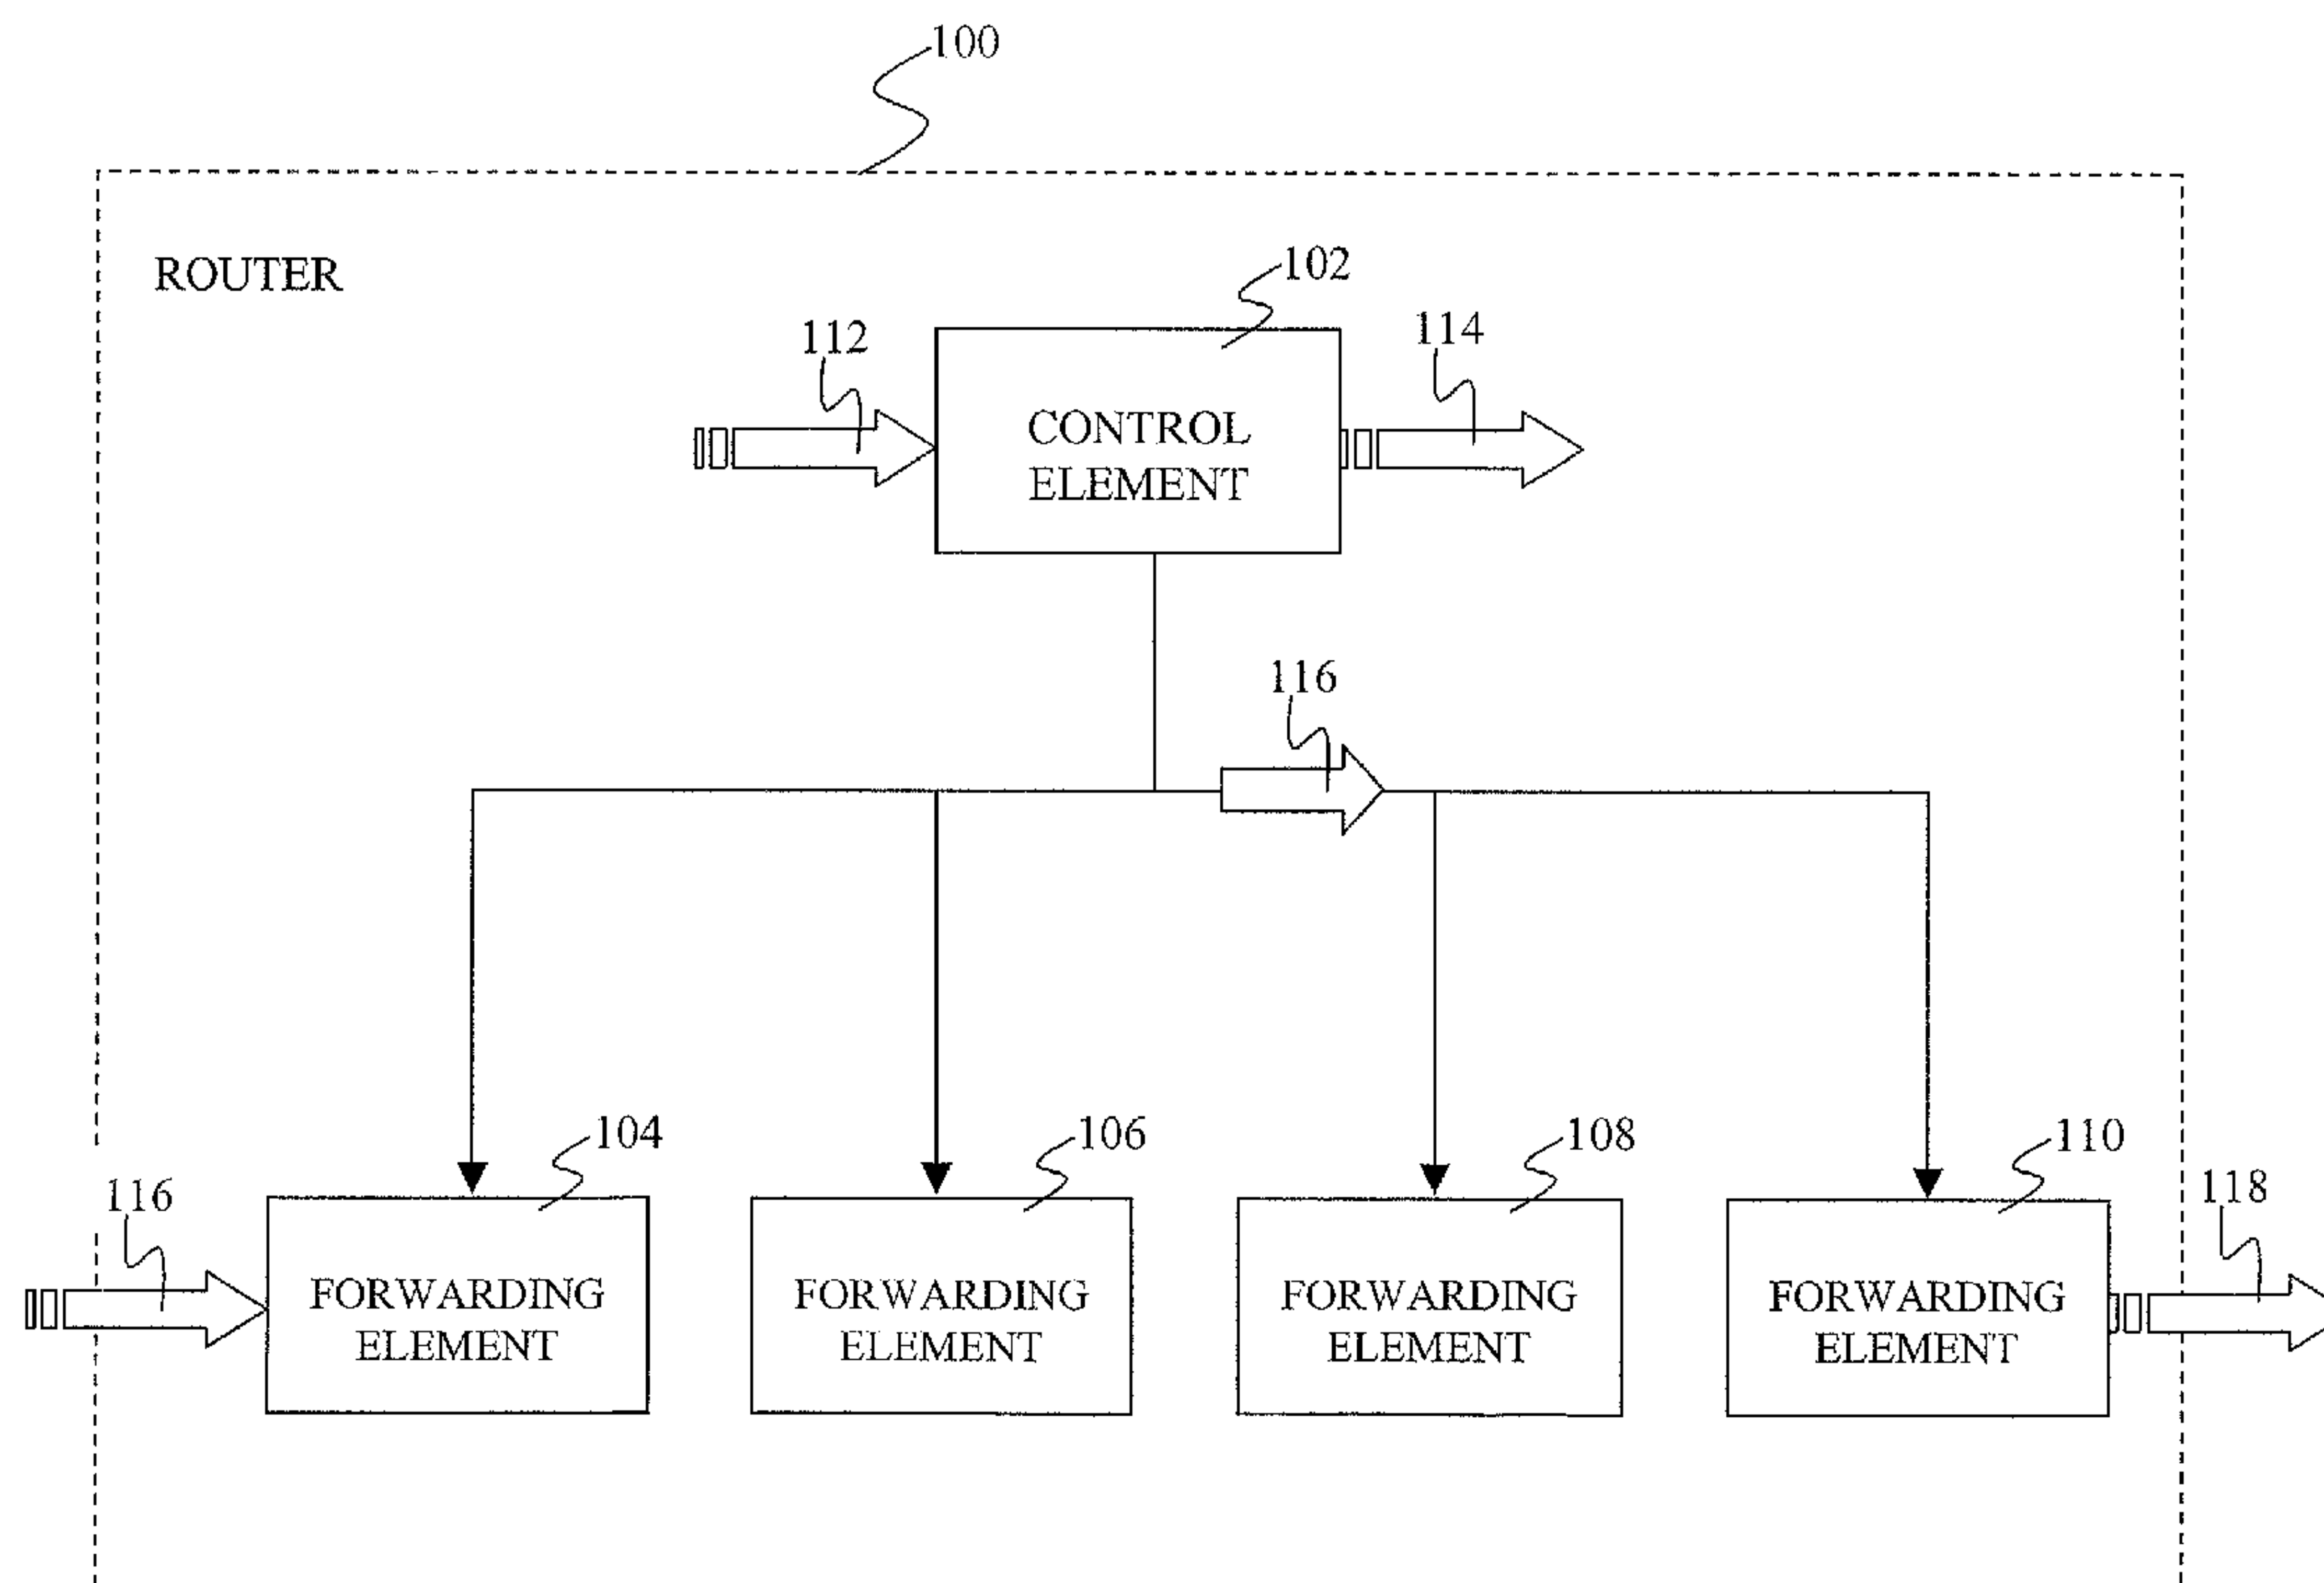 100
ROUTER
102
112
114
CONTROL
ELEMENT
116
104
106
108
110
116
118
FORWARDING
ELEMENT
FORWARDING
ELEMENT
FORWARDING
ELEMENT
FORWARDING
ELEMENT